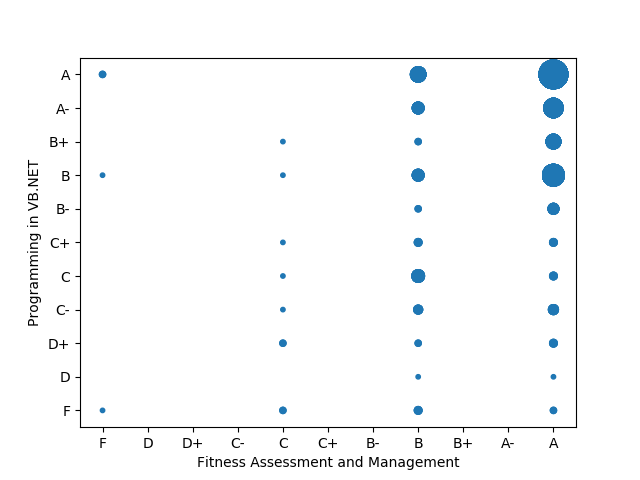 Programming in VB.NET
A
A-
B+
B
B-
C+
C
C-
D+
D
F
F D D+ C- C C+ B- B B+ A- A
Fitness Assessment and Management